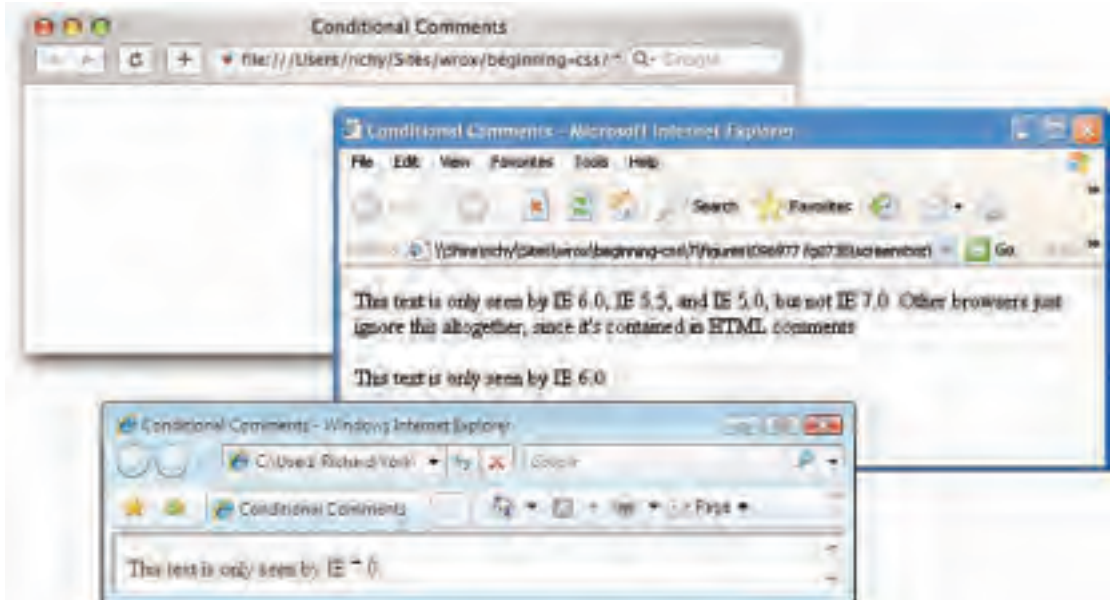 Conditional Comments
file:///Users/richy/Sites/wrox/beginning-css/
Conditional Comments - Microsoft Internet Explorer
File Edit View Favorites Tools Help
Search Favorites
Go
This text is only seen by IE 6.0, IE 5.5, and IE 5.0, but not IE 7.0. Other browsers just
ignore this altogether, since it's contained in HTML comments
This text is only seen by IE 6.0
Conditional Comments - Windows Internet Explorer
C:\Users\Richard York\
Google
Conditional Comments
Page
This text is only seen by IE